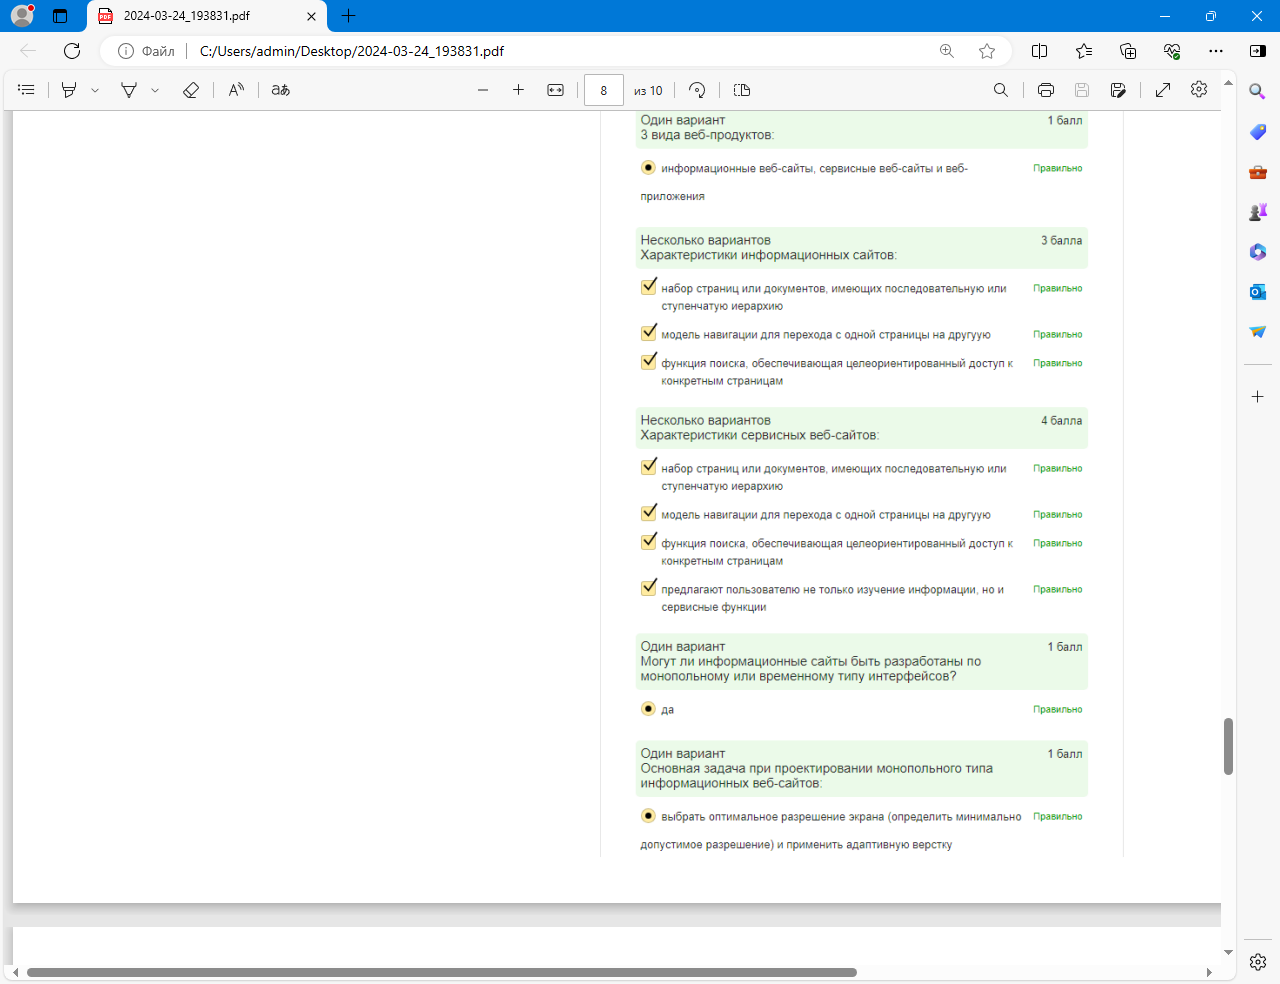 2024-03-24_193831.pdf
Файл
C:/Users/admin/Desktop/2024-03-24_193831.pdf
8
из 10
Один вариант
1 балл
3 вида веб-продуктов:
информационные веб-сайты, сервисные веб-сайты и веб-
Правильно
приложения
Несколько вариантов
3 балла
Характеристики информационных сайтов:
набор страниц или документов, имеющих последовательную или
Правильно
ступенчатую иерархию
модель навигации для перехода с одной страницы на другуую
Правильно
функция поиска, обеспечивающая целеориентированный доступ к
Правильно
конкретным страницам
Несколько вариантов
4 балла
Характеристики сервисных веб-сайтов:
набор страниц или документов, имеющих последовательную или
Правильно
ступенчатую иерархию
модель навигации для перехода с одной страницы на другуую
Правильно
функция поиска, обеспечивающая целеориентированный доступ к
Правильно
конкретным страницам
предлагают пользователю не только изучение информации, но и
Правильно
сервисные функции
Один вариант
1 балл
Могут ли информационные сайты быть разработаны по
монопольному или временному типу интерфейсов?
да
Правильно
Один вариант
1 балл
Основная задача при проектировании монопольного типа
информационных веб-сайтов:
выбрать оптимальное разрешение экрана (определить минимально
Правильно
допустимое разрешение) и применить адаптивную верстку